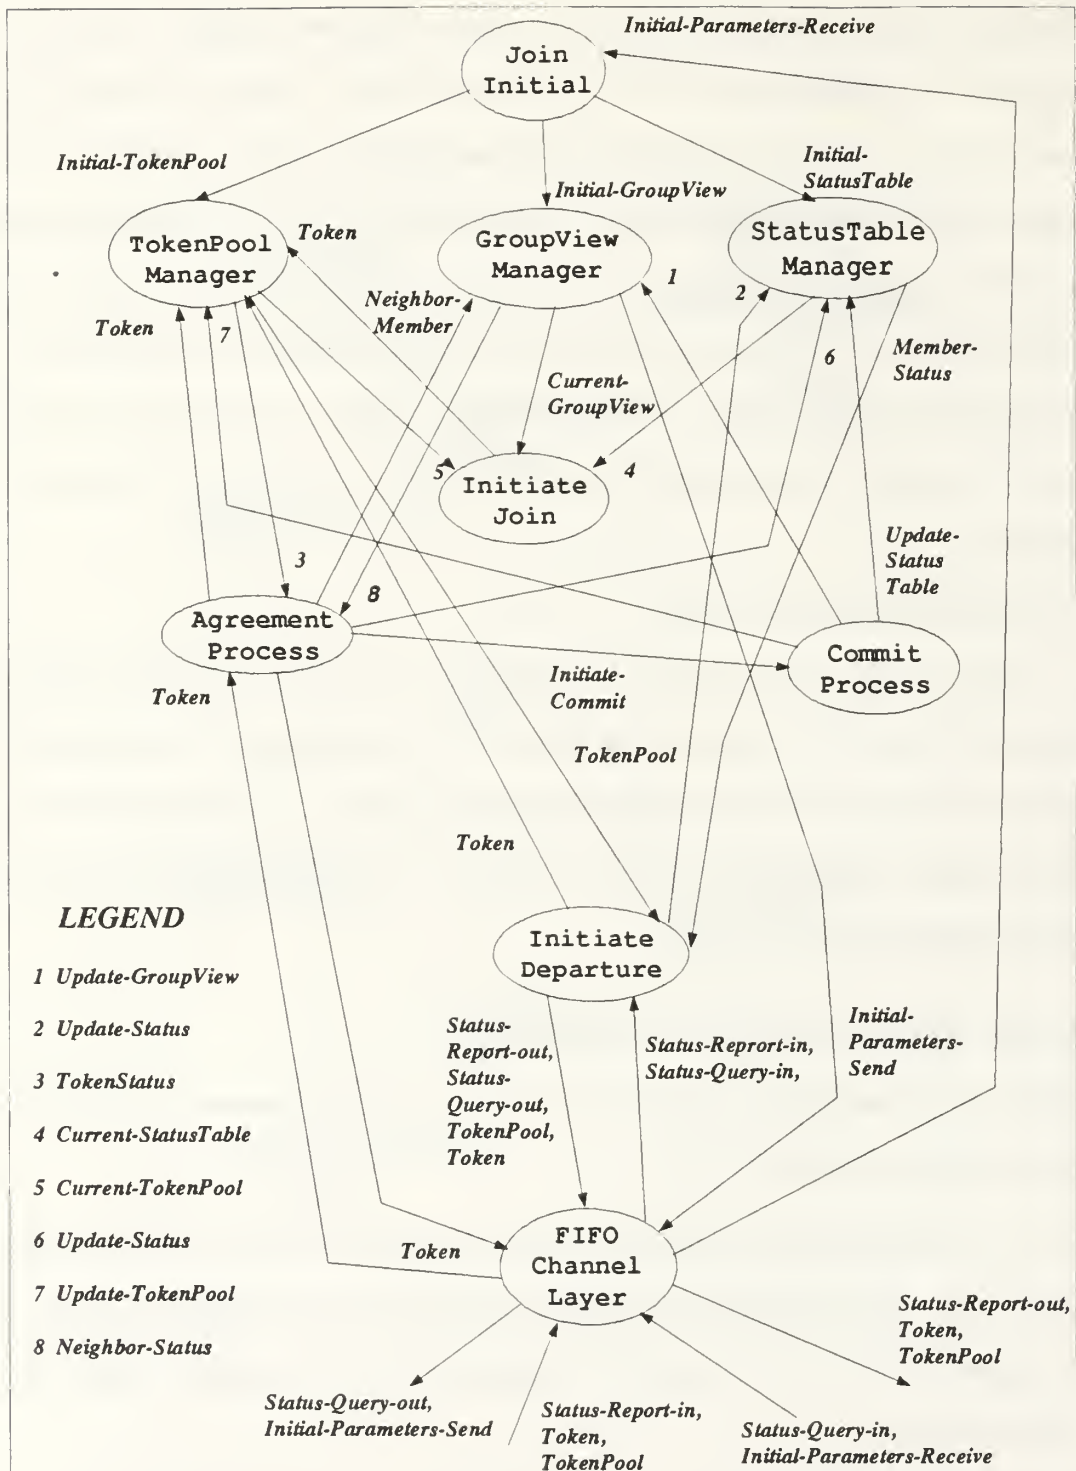 Initial-Parameters-Receive
Join
Initial
Initial-TokenPool
Initial-
StatusTable
Initial-GroupView
TokenPool
Manager
Token
GroupView
Manager
StatusTable
Manager
1
2
Neighbor-
Member
Token
7
6
Member-
Status
Current-
GroupView
5
4
Initiate
Join
Update-
Status
Table
3
8
Agreement
Process
Commit
Process
Token
Initiate-
Commit
TokenPool
Token
LEGEND
1 Update-GroupView
2 Update-Status
3 TokenStatus
4 Current-StatusTable
5 Current-TokenPool
6 Update-Status
7 Update-TokenPool
8 Neighbor-Status
Initiate
Departure
Status-
Report-out,
Status-
Query-out,
TokenPool,
Token
Status-Reprort-in,
Status-Query-in,
Initial-
Parameters-
Send
Token
FIFO
Channel
Layer
Status-Report-out,
Token,
TokenPool
Status-Query-out,
Initial-Parameters-Send
Status-Report-in,
Token,
TokenPool
Status-Query-in,
Initial-Parameters-Receive